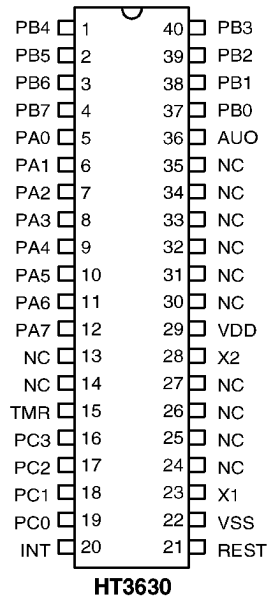 PB4 1 40 PB3
PB5 2 39 PB2
PB6 3 38 PB1
PB7 4 37 PB0
PA0 5 36 AUO
PA1 6 35 NC
PA2 7 34 NC
PA3 8 33 NC
PA4 9 32 NC
PA5 10 31 NC
PA6 11 30 NC
PA7 12 29 VDD
NC 13 28 X2
NC 14 27 NC
TMR 15 26 NC
PC3 16 25 NC
PC2 17 24 NC
PC1 18 23 X1
PC0 19 22 VSS
INT 20 21 REST
HT3630